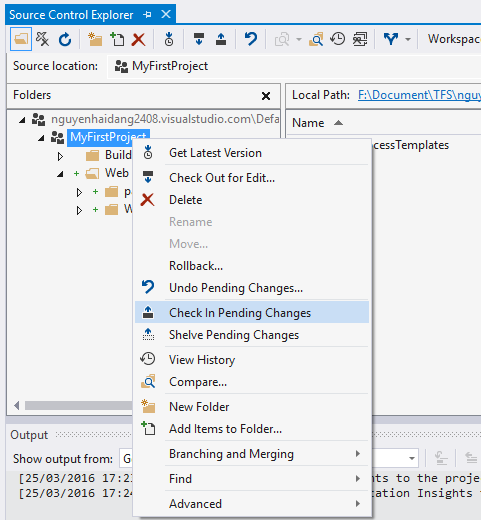 Source Control Explorer
Workspace
Source location: MyFirstProject
Folders
Local Path: F:\Document\TFS\nguy
nguyenhaidang2408.visualstudio.com\Defa
Name
MyFirstProject
cessTemplates
Build
Web
Get Latest Version
Check Out for Edit...
Delete
Rename
Move...
Rollback...
Undo Pending Changes...
Check In Pending Changes
Shelve Pending Changes
View History
Compare...
New Folder
Add Items to Folder...
Branching and Merging
Find
Advanced
Output
Show output from: G
[25/03/2016 17:2 nts to the proje
[25/03/2016 17:24 cation Insights